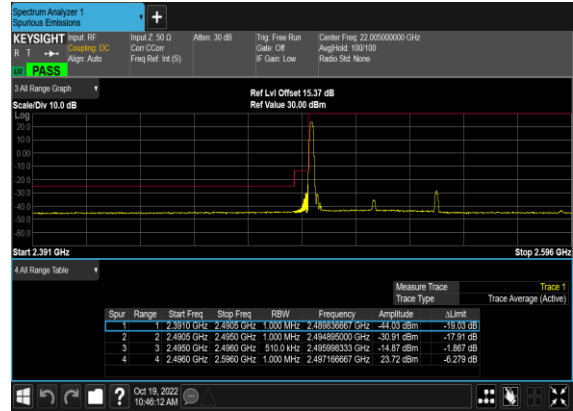 Spectrum Analyzer 1
Spurious Emissions
KEYSIGHT Input: RF Input Z: 50 Ω Atten: 30 dB Trig: Free Run Center Freq: 22.005000000 GHz
R T Coupling: DC Corr CCorr Gate: Off Avg|Hold: 100/100
Align: Auto Freq Ref: Int (S) IF Gain: Low Radio Std: None
PASS
3 All Range Graph
Ref Lvl Offset 15.37 dB
Scale/Div 10.0 dB Ref Value 30.00 dBm
Log
20.0
10.0
0.00
-10.0
-20.0
-30.0
-40.0
-50.0
-60.0
Start 2.391 GHz Stop 2.596 GHz
4 All Range Table
Measure Trace Trace 1
Trace Type Trace Average (Active)
Spur Range Start Freq Stop Freq RBW Frequency Amplitude ΔLimit
1 1 2.3910 GHz 2.4905 GHz 1.000 MHz 2.489836667 GHz -44.03 dBm -19.03 dB
2 2 2.4905 GHz 2.4950 GHz 1.000 MHz 2.494895000 GHz -30.91 dBm -17.91 dB
3 3 2.4950 GHz 2.4960 GHz 510.0 kHz 2.495998333 GHz -14.87 dBm -1.867 dB
4 4 2.4960 GHz 2.5960 GHz 1.000 MHz 2.497166667 GHz 23.72 dBm -6.279 dB
? Oct 19, 2022
10:46:12 AM